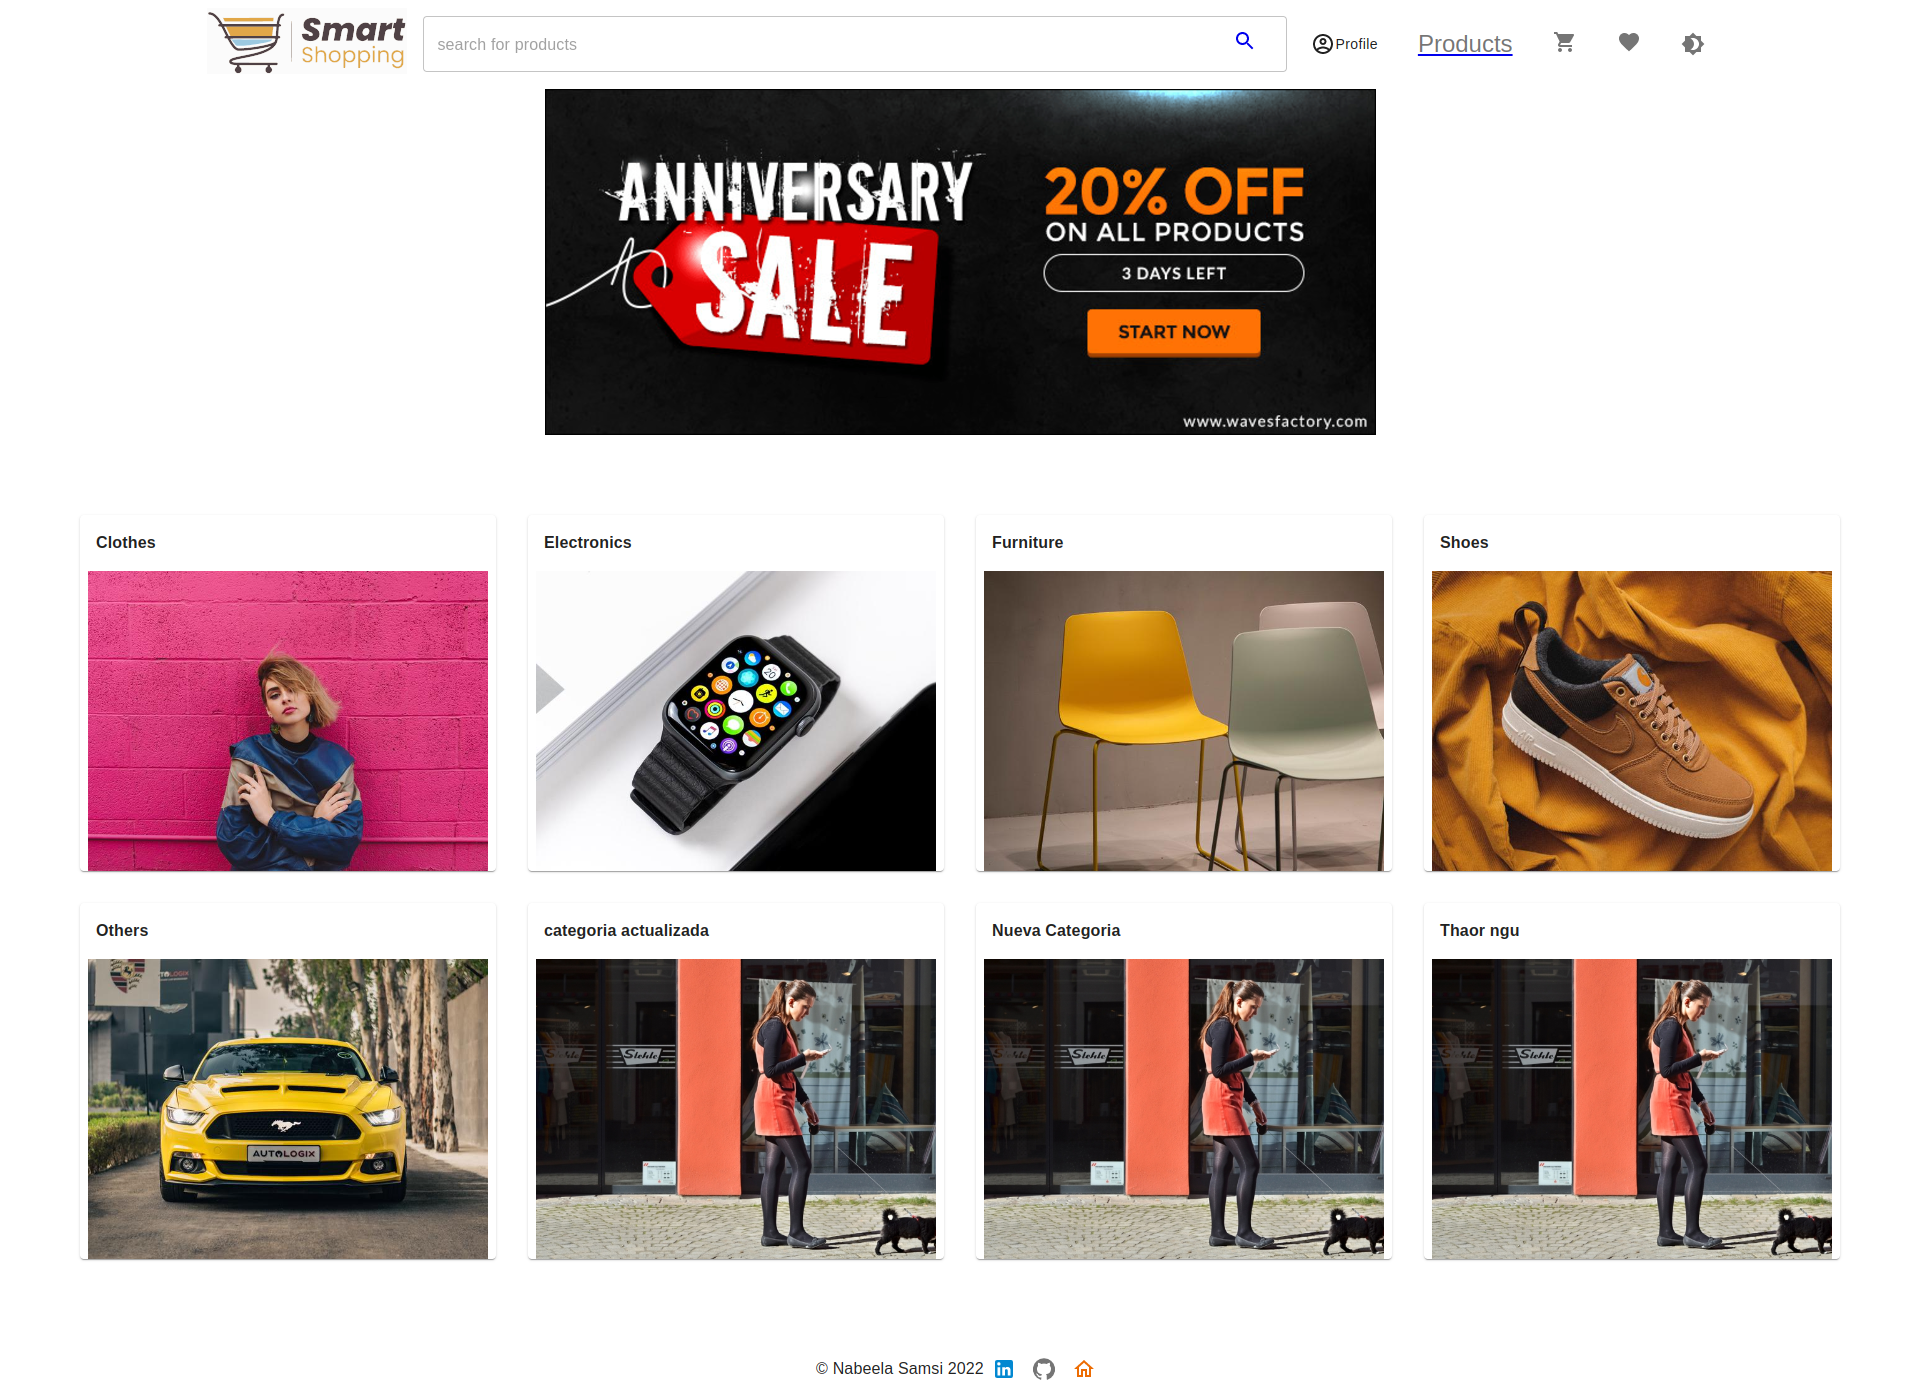 Smart
Shopping
search for products
Profile
Products
ANNIVERSARY
SALE
20% OFF
ON ALL PRODUCTS
3 DAYS LEFT
START NOW
www.wavesfactory.com
Clothes
Electronics
Furniture
Shoes
Others
categoria actualizada
Nueva Categoria
Thaor ngu
AUTOLOGIX
© Nabeela Samsi 2022